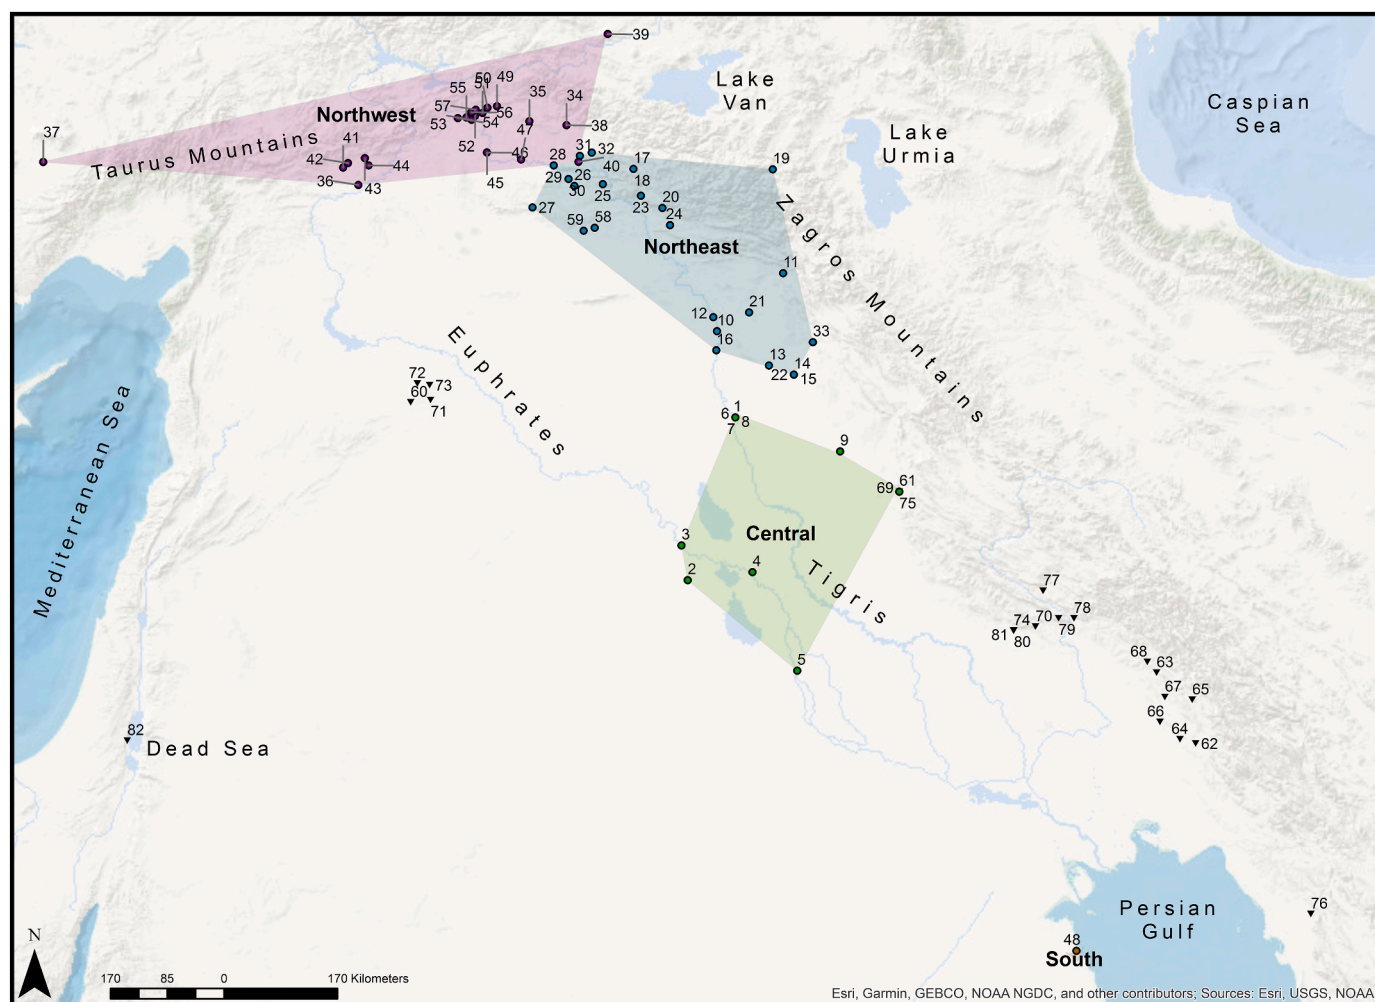 39
Lake
Van
Caspian
Sea
50 49
55 51
57 56 35 34
Northwest
53 54 38
Lake
Urmia
37
Taurus Mountains
41
42
44
36 43
52 46 47
45
28 31 32
40
17
19
29 26
30 25
18
27
23 20
24
59 58
Northeast
Zagros Mountains
11
21
12 10
16
33
13 14
22 15
Euphrates
72
60 73
71
Mediterranean Sea
1
6 8
7
9
61
69
75
Central
3
2
4
Tigris
5
77
74 70 78
81 79
80
68 63
67 65
66
64
62
82
Dead Sea
Persian
Gulf
76
48
South
N
170 85 0 170 Kilometers
Esri, Garmin, GEBCO, NOAA NGDC, and other contributors; Sources: Esri, USGS, NOAA